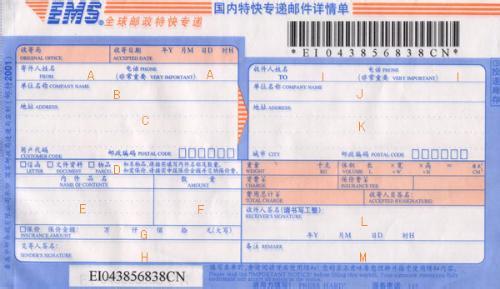 EMS 全球邮政特快专递
国内特快专递邮件详情单
*EI043856838CN*
收寄局 ORIGINAL OFFICE
收寄日期 ACCEPTED DATE 年Y 月M 日D 时H
寄件人姓名 FROM A
电话 PHONE (非常重要 VERY IMPORTANT) A
单位名称 COMPANY NAME B
地址 ADDRESS: C
用户代码 CUSTOMER CODE
邮政编码 POSTAL CODE
收件人姓名 TO I
电话 PHONE (非常重要 VERY IMPORTANT) I
单位名称 COMPANY NAME J
地址 ADDRESS: K
城市 CITY
邮政编码 POSTAL CODE
信函 LETTER 文件资料 DOCUMENT 物品 PARCEL D
内件品名 NAME OF CONTENTS
数量 AMOUNT
E F
保价 保价金额: 万 仟 佰 元(大写) INSURANCE AMOUNT G
交寄人签名: SENDER'S SIGNATURE H
重量: WEIGHT 千克 KG
体积: VOLUME 长 L × 宽 W × 高 H = CM
资费 ¥ CHARGE
保价费 ¥ INSURANCE FEE
费用总计 ¥ TOTAL CHARGE
收寄人员签名: ACCEPTED BY(SIGNATURE)
收件人签名:(请书写工整) RECEIVER'S SIGNATURE L
备注 REMARK M
EI043856838CN
PRESS HARD